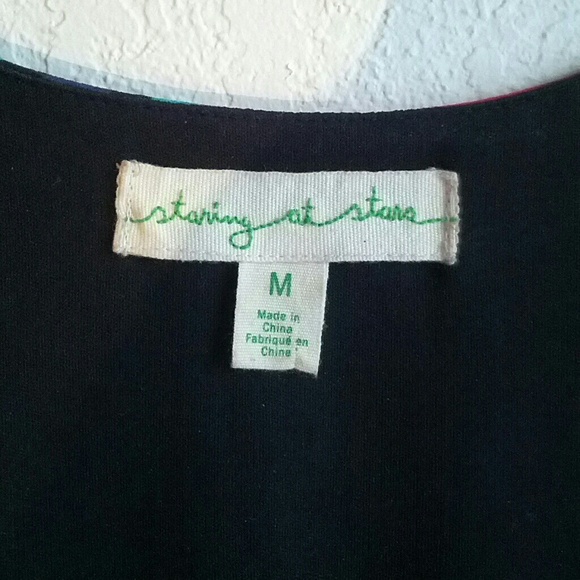 staring at stars
M
Made in
China
Fabriqué en
Chine